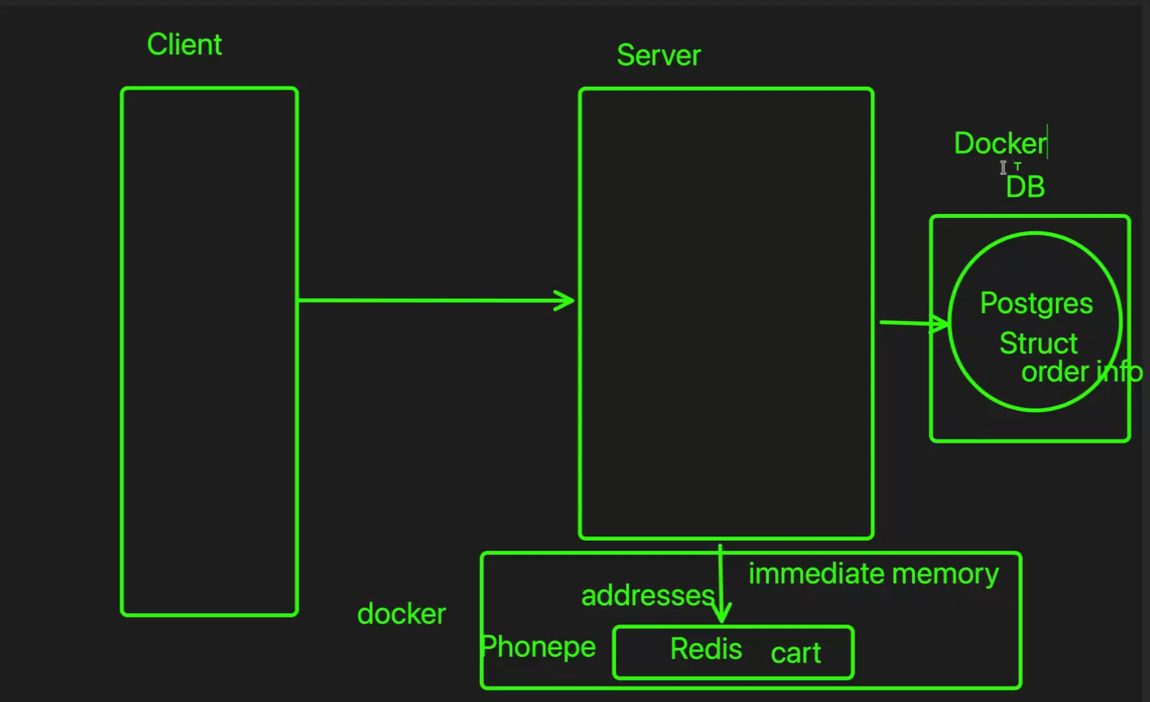 Client
Server
Docker
T
DB
Postgres
Struct
order info
immediate memory
addresses
docker
Phonepe
Redis
cart